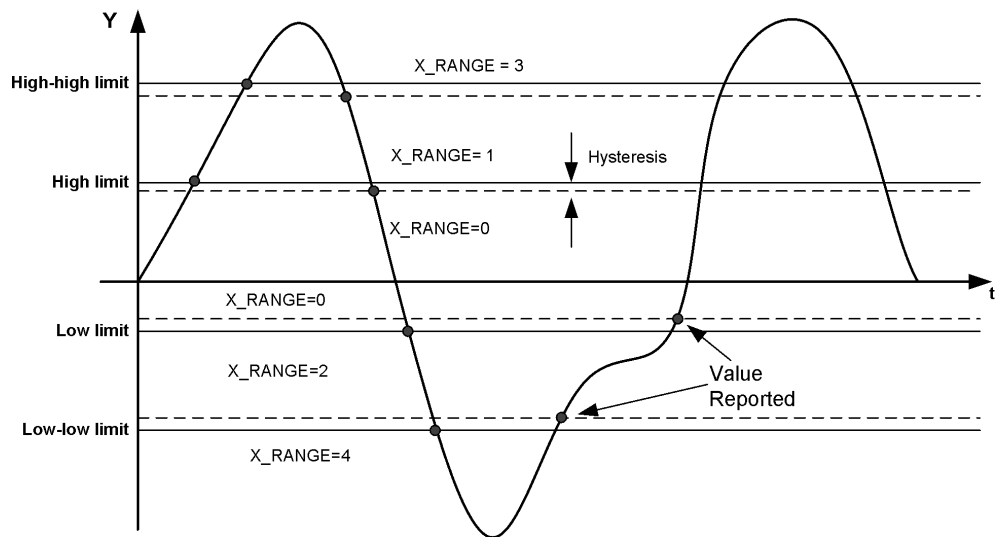 Y
High-high limit
X_RANGE = 3
X_RANGE= 1
Hysteresis
High limit
X_RANGE=0
t
X_RANGE=0
Low limit
X_RANGE=2
Value
Reported
Low-low limit
X_RANGE=4